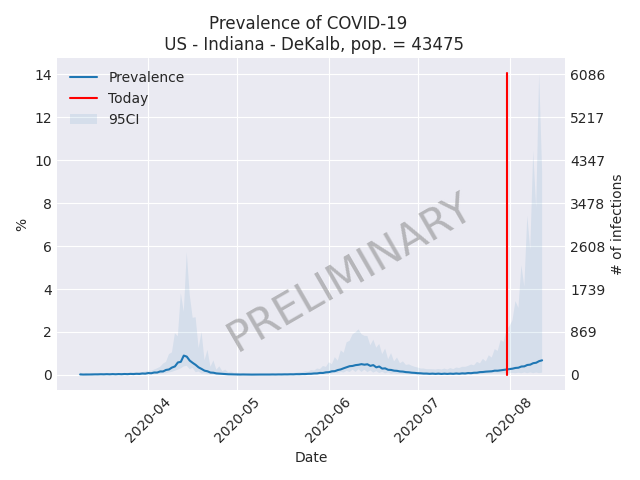 Prevalence of COVID-19
US - Indiana - DeKalb, pop. = 43475
Prevalence
Today
95CI
14
12
10
8
6
4
2
0
%
6086
5217
4347
3478
2608
1739
869
0
# of infections
PRELIMINARY
2020-04
2020-05
2020-06
2020-07
2020-08
Date